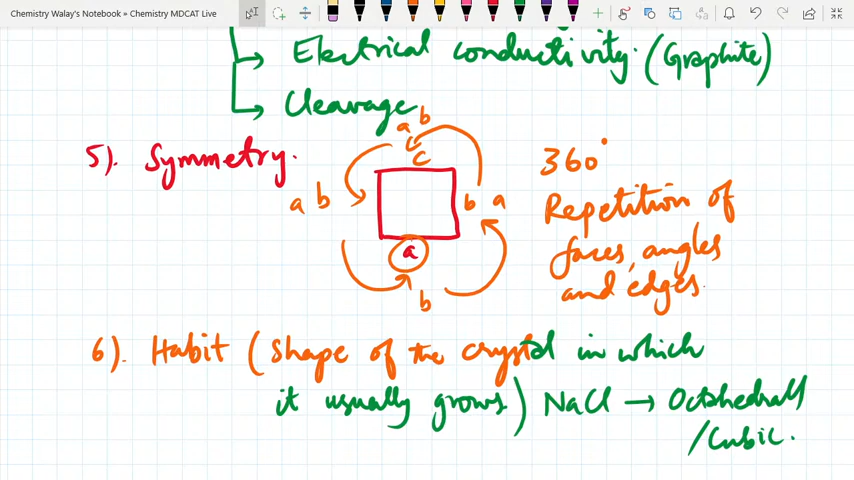 Chemistry Walay's Notebook » Chemistry MDCAT Live
Electrical conductivity. (Graphite)
Cleavage
5). Symmetry.
a b
c
a b
b a
a
b
360°
Repetition of
faces, angles
and edges.
6). Habit (Shape of the crystal in which
it usually grows) NaCl → Octahedral
/Cubic.